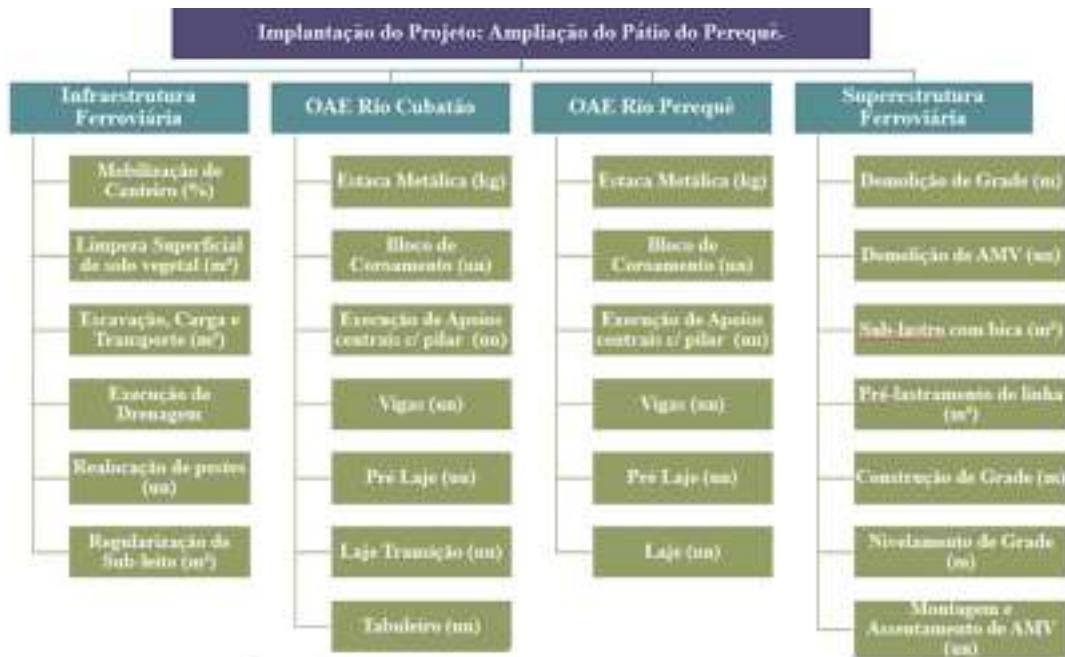 Implantação do Projeto: Ampliação do Pátio do Perequê.
Infraestrutura
Ferroviária
Mobilização de
Canteiro (%)
Limpeza Superficial
de solo vegetal (m²)
Escavação, Carga e
Transporte (m³)
Execução de
Drenagem
Realocação de postes
(un)
Regularização de
Sub-leito (m²)
OAE Rio Cubatão
Estaca Metálica (kg)
Bloco de
Coroamento (un)
Execução de Apoios
centrais c/ pilar (un)
Vigas (un)
Pré Laje (un)
Laje Transição (un)
Tabuleiro (un)
OAE Rio Perequê
Estaca Metálica (kg)
Bloco de
Coroamento (un)
Execução de Apoios
centrais c/ pilar (un)
Vigas (un)
Pré Laje (un)
Laje (un)
Superestrutura
Ferroviária
Demolição de Grade (m)
Demolição de AMV (un)
Sub-lastro com bica (m³)
Pré-lastramento de linha
(m³)
Construção de Grade (m)
Nivelamento de Grade
(m)
Montagem e
Assentamento de AMV
(un)